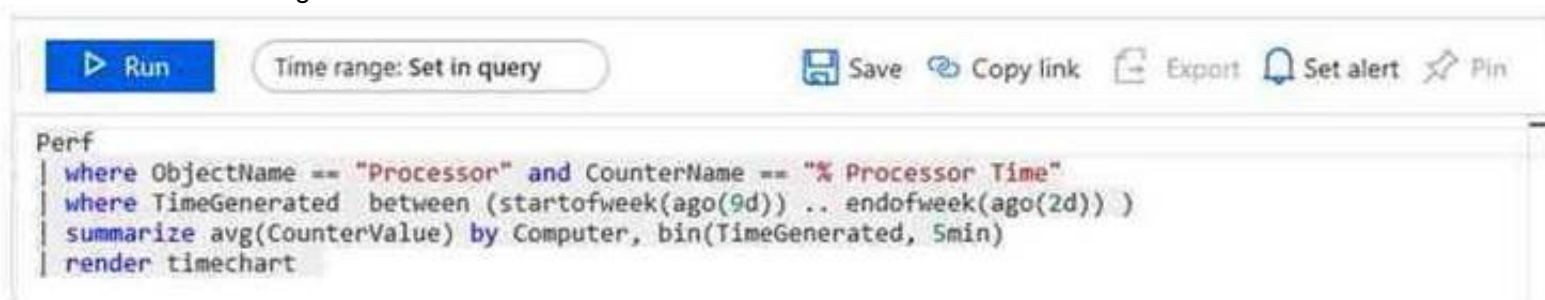 g
Run Time range: Set in query Save Copy link Export Set alert Pin
Perf
| where ObjectName == "Processor" and CounterName == "% Processor Time"
| where TimeGenerated between (startofweek(ago(9d)) .. endofweek(ago(2d)) )
| summarize avg(CounterValue) by Computer, bin(TimeGenerated, 5min)
| render timechart